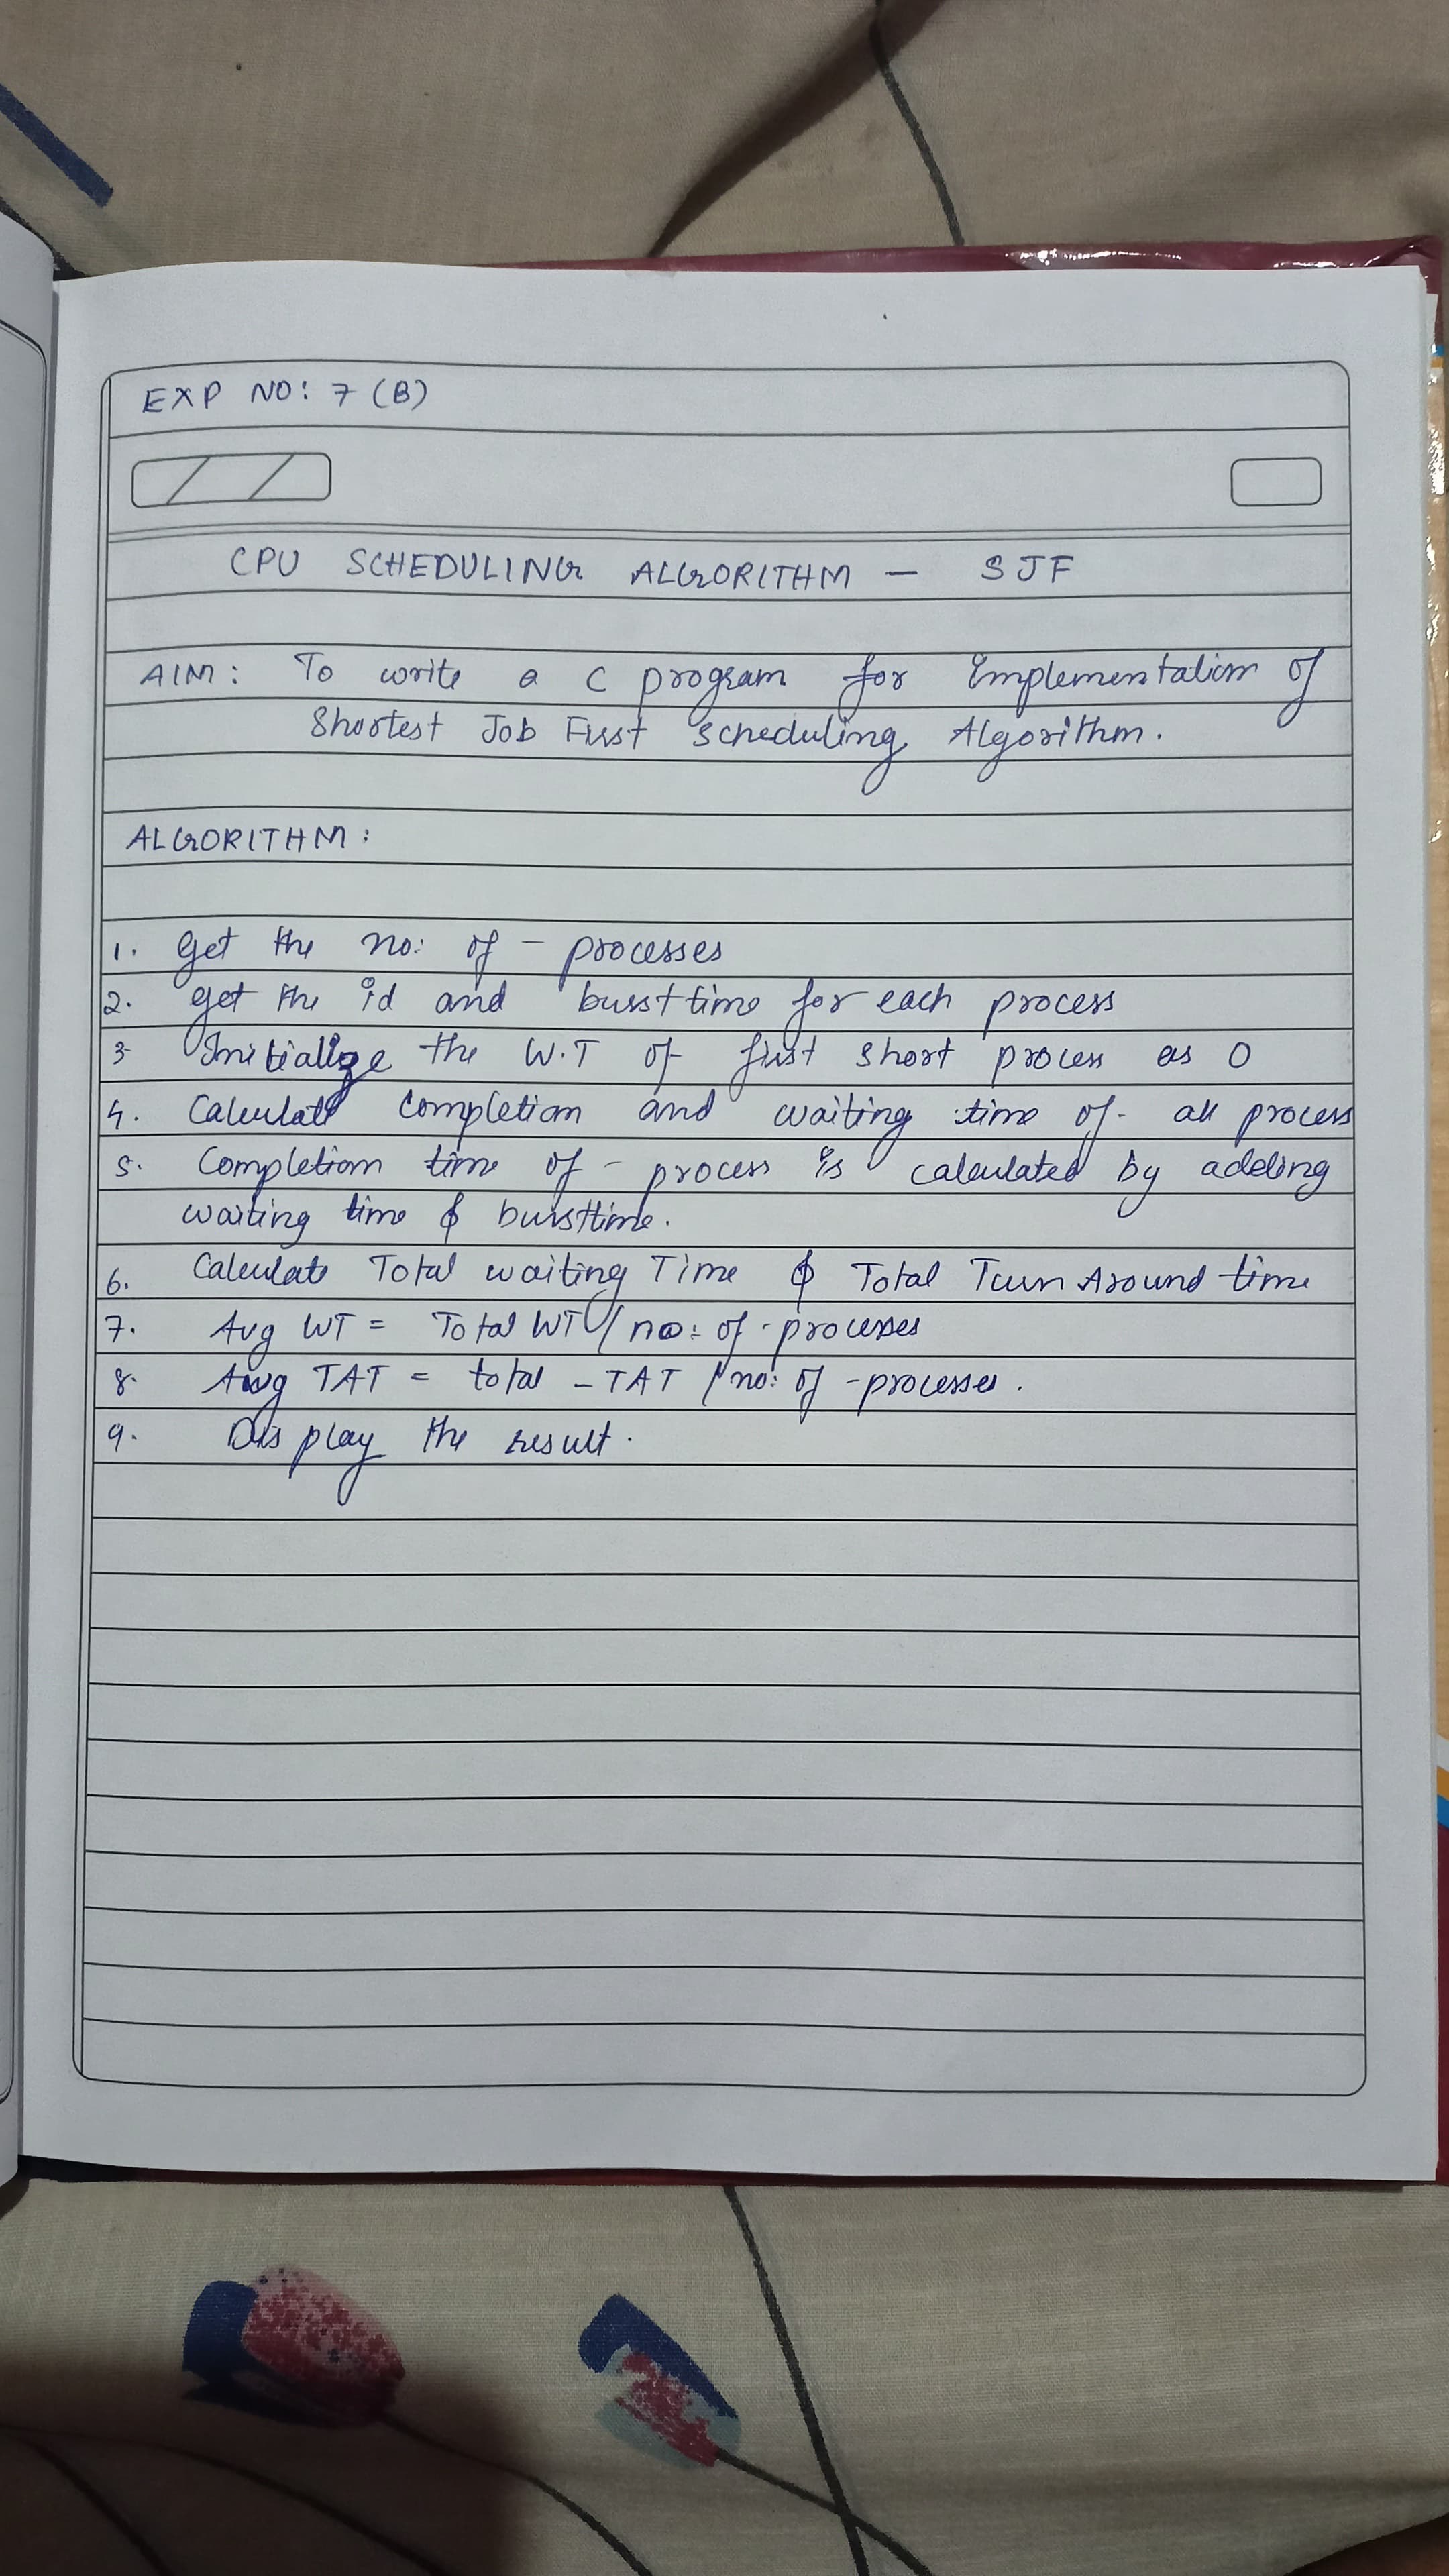 EXP NO: 7 (B)
CPU SCHEDULING ALGORITHM – SJF
AIM: To write a C program for Implementation of
Shortest Job First Scheduling Algorithm.
ALGORITHM:
1. Get the no: of - processes
2. get the id and burst time for each process
3. Initialize the W.T of first short process as 0
4. Calculate completion and waiting time of - all process
5. Completion time of - process is calculated by adding
waiting time & bursttime.
6. Calculate Total waiting Time & Total Turn Around time
7. Avg WT = Total WT / no: of - processes
8. Avg TAT = total - TAT / no: of - processes.
9. Display the result.